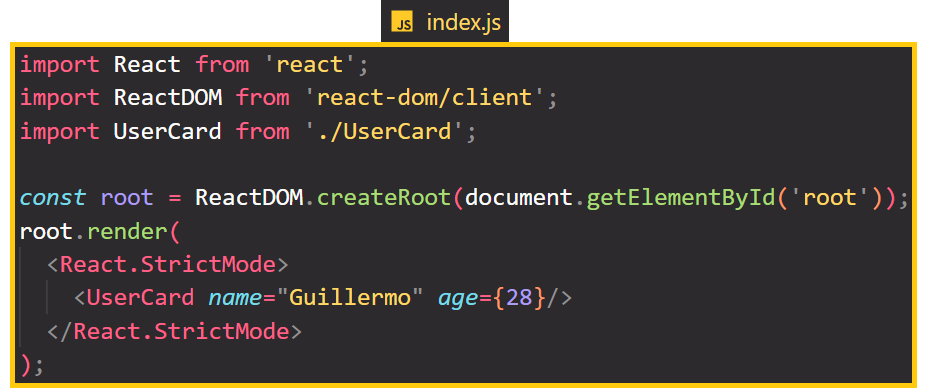 JS index.js
import React from 'react';
import ReactDOM from 'react-dom/client';
import UserCard from './UserCard';
const root = ReactDOM.createRoot(document.getElementById('root'));
root.render(
  <React.StrictMode>
    <UserCard name="Guillermo" age={28}/>
  </React.StrictMode>
);